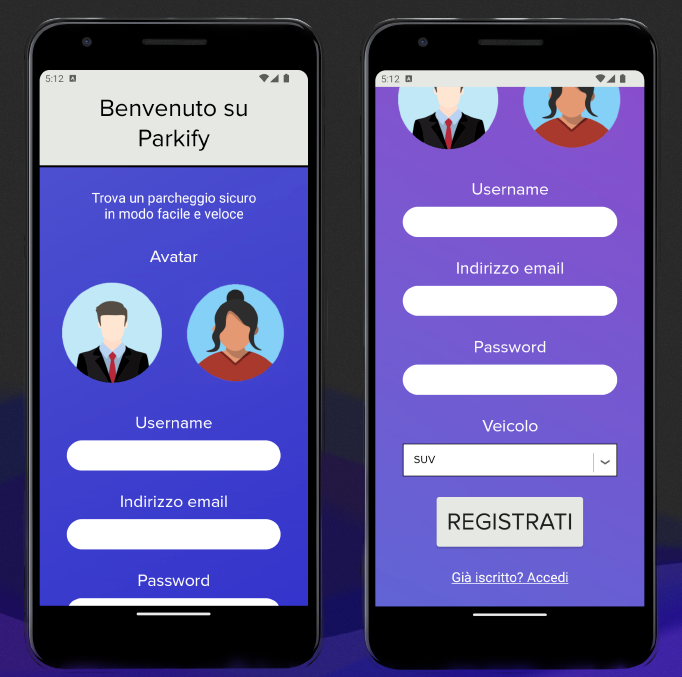 5:12
Benvenuto su
Parkify
Trova un parcheggio sicuro
in modo facile e veloce
Avatar
Username
Indirizzo email
Password
5:12
Username
Indirizzo email
Password
Veicolo
SUV
REGISTRATI
Già iscritto? Accedi